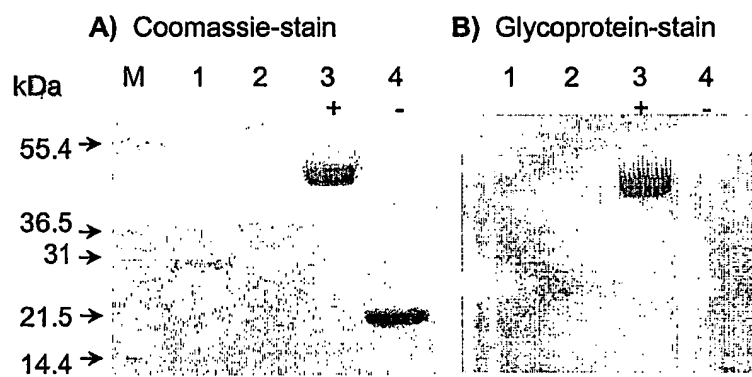 A) Coomassie-stain
B) Glycoprotein-stain
kDa M 1 2 3 4
+ -
1 2 3 4
+ -
55.4
36.5
31
21.5
14.4